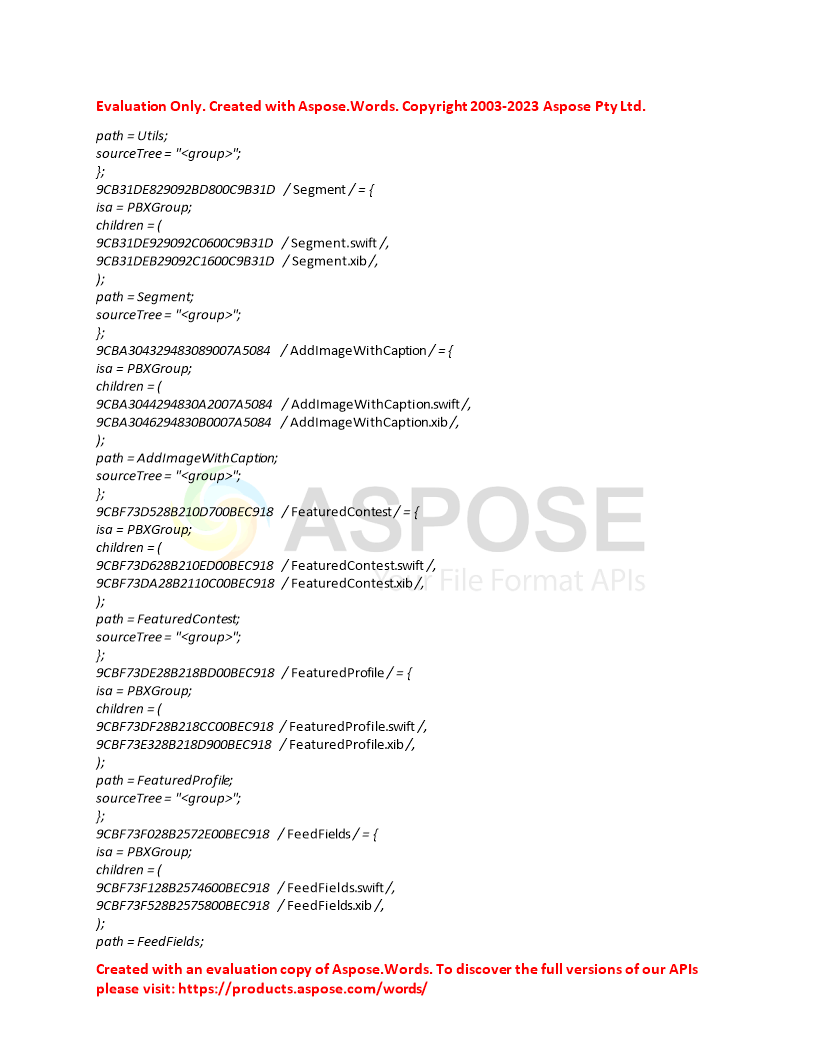 Evaluation Only. Created with Aspose.Words. Copyright 2003-2023 Aspose Pty Ltd.
path = Utils;
sourceTree = "<group>";
};
9CB31DE829092BD800C9B31D / Segment / = {
isa = PBXGroup;
children = (
9CB31DE929092C0600C9B31D / Segment.swift /,
9CB31DEB29092C1600C9B31D / Segment.xib /,
);
path = Segment;
sourceTree = "<group>";
};
9CBA304329483089007A5084 / AddImageWithCaption / = {
isa = PBXGroup;
children = (
9CBA3044294830A2007A5084 / AddImageWithCaption.swift /,
9CBA3046294830B0007A5084 / AddImageWithCaption.xib /,
);
path = AddImageWithCaption;
sourceTree = "<group>";
};
9CBF73D528B210D700BEC918 / FeaturedContest / = {
isa = PBXGroup;
children = (
9CBF73D628B210ED00BEC918 / FeaturedContest.swift /,
9CBF73DA28B2110C00BEC918 / FeaturedContest.xib /,
);
path = FeaturedContest;
sourceTree = "<group>";
};
9CBF73DE28B218BD00BEC918 / FeaturedProfile / = {
isa = PBXGroup;
children = (
9CBF73DF28B218CC00BEC918 / FeaturedProfile.swift /,
9CBF73E328B218D900BEC918 / FeaturedProfile.xib /,
);
path = FeaturedProfile;
sourceTree = "<group>";
};
9CBF73F028B2572E00BEC918 / FeedFields / = {
isa = PBXGroup;
children = (
9CBF73F128B2574600BEC918 / FeedFields.swift /,
9CBF73F528B2575800BEC918 / FeedFields.xib /,
);
path = FeedFields;
Created with an evaluation copy of Aspose.Words. To discover the full versions of our APIs
please visit: https://products.aspose.com/words/
ASPOSE
Your File Format APIs